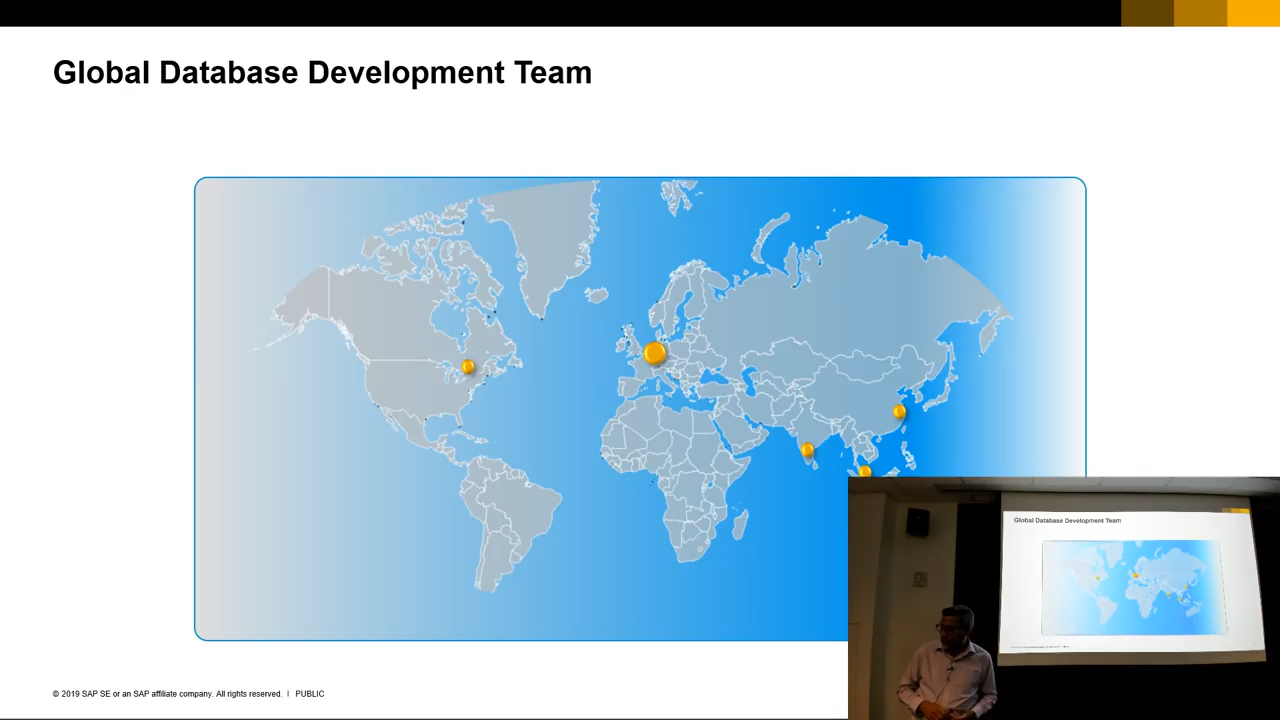 Global Database Development Team
Global Database Development Team
© 2019 SAP SE or an SAP affiliate company. All rights reserved. I PUBLIC